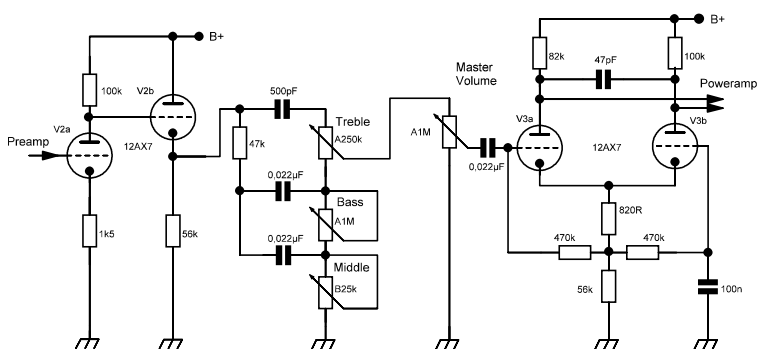 B+
100k
V2a
V2b
Preamp
12AX7
1k5
56k
500pF
47k
Treble
A250k
0,022µF
Bass
A1M
0,022µF
Middle
B25k
Master
Volume
A1M
0,022µF
B+
82k
47pF
100k
Poweramp
V3a
12AX7
V3b
820R
470k
470k
56k
100n